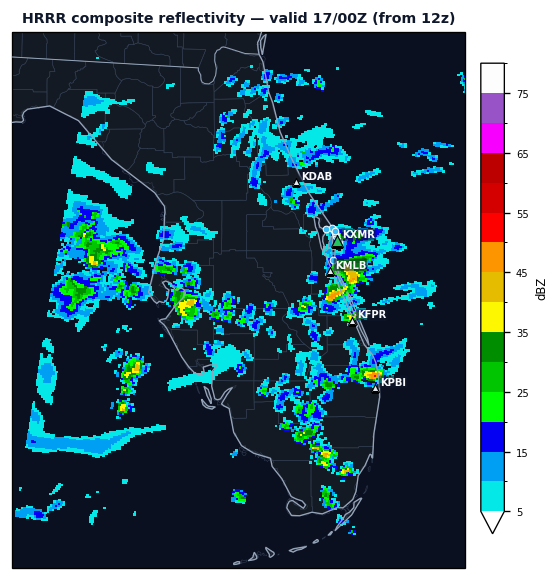 HRRR composite reflectivity — valid 17/00Z (from 12z)
KDAB
KXMR
KMLB
KFPR
KPBI
75
65
55
45
35
25
15
5
dBZ